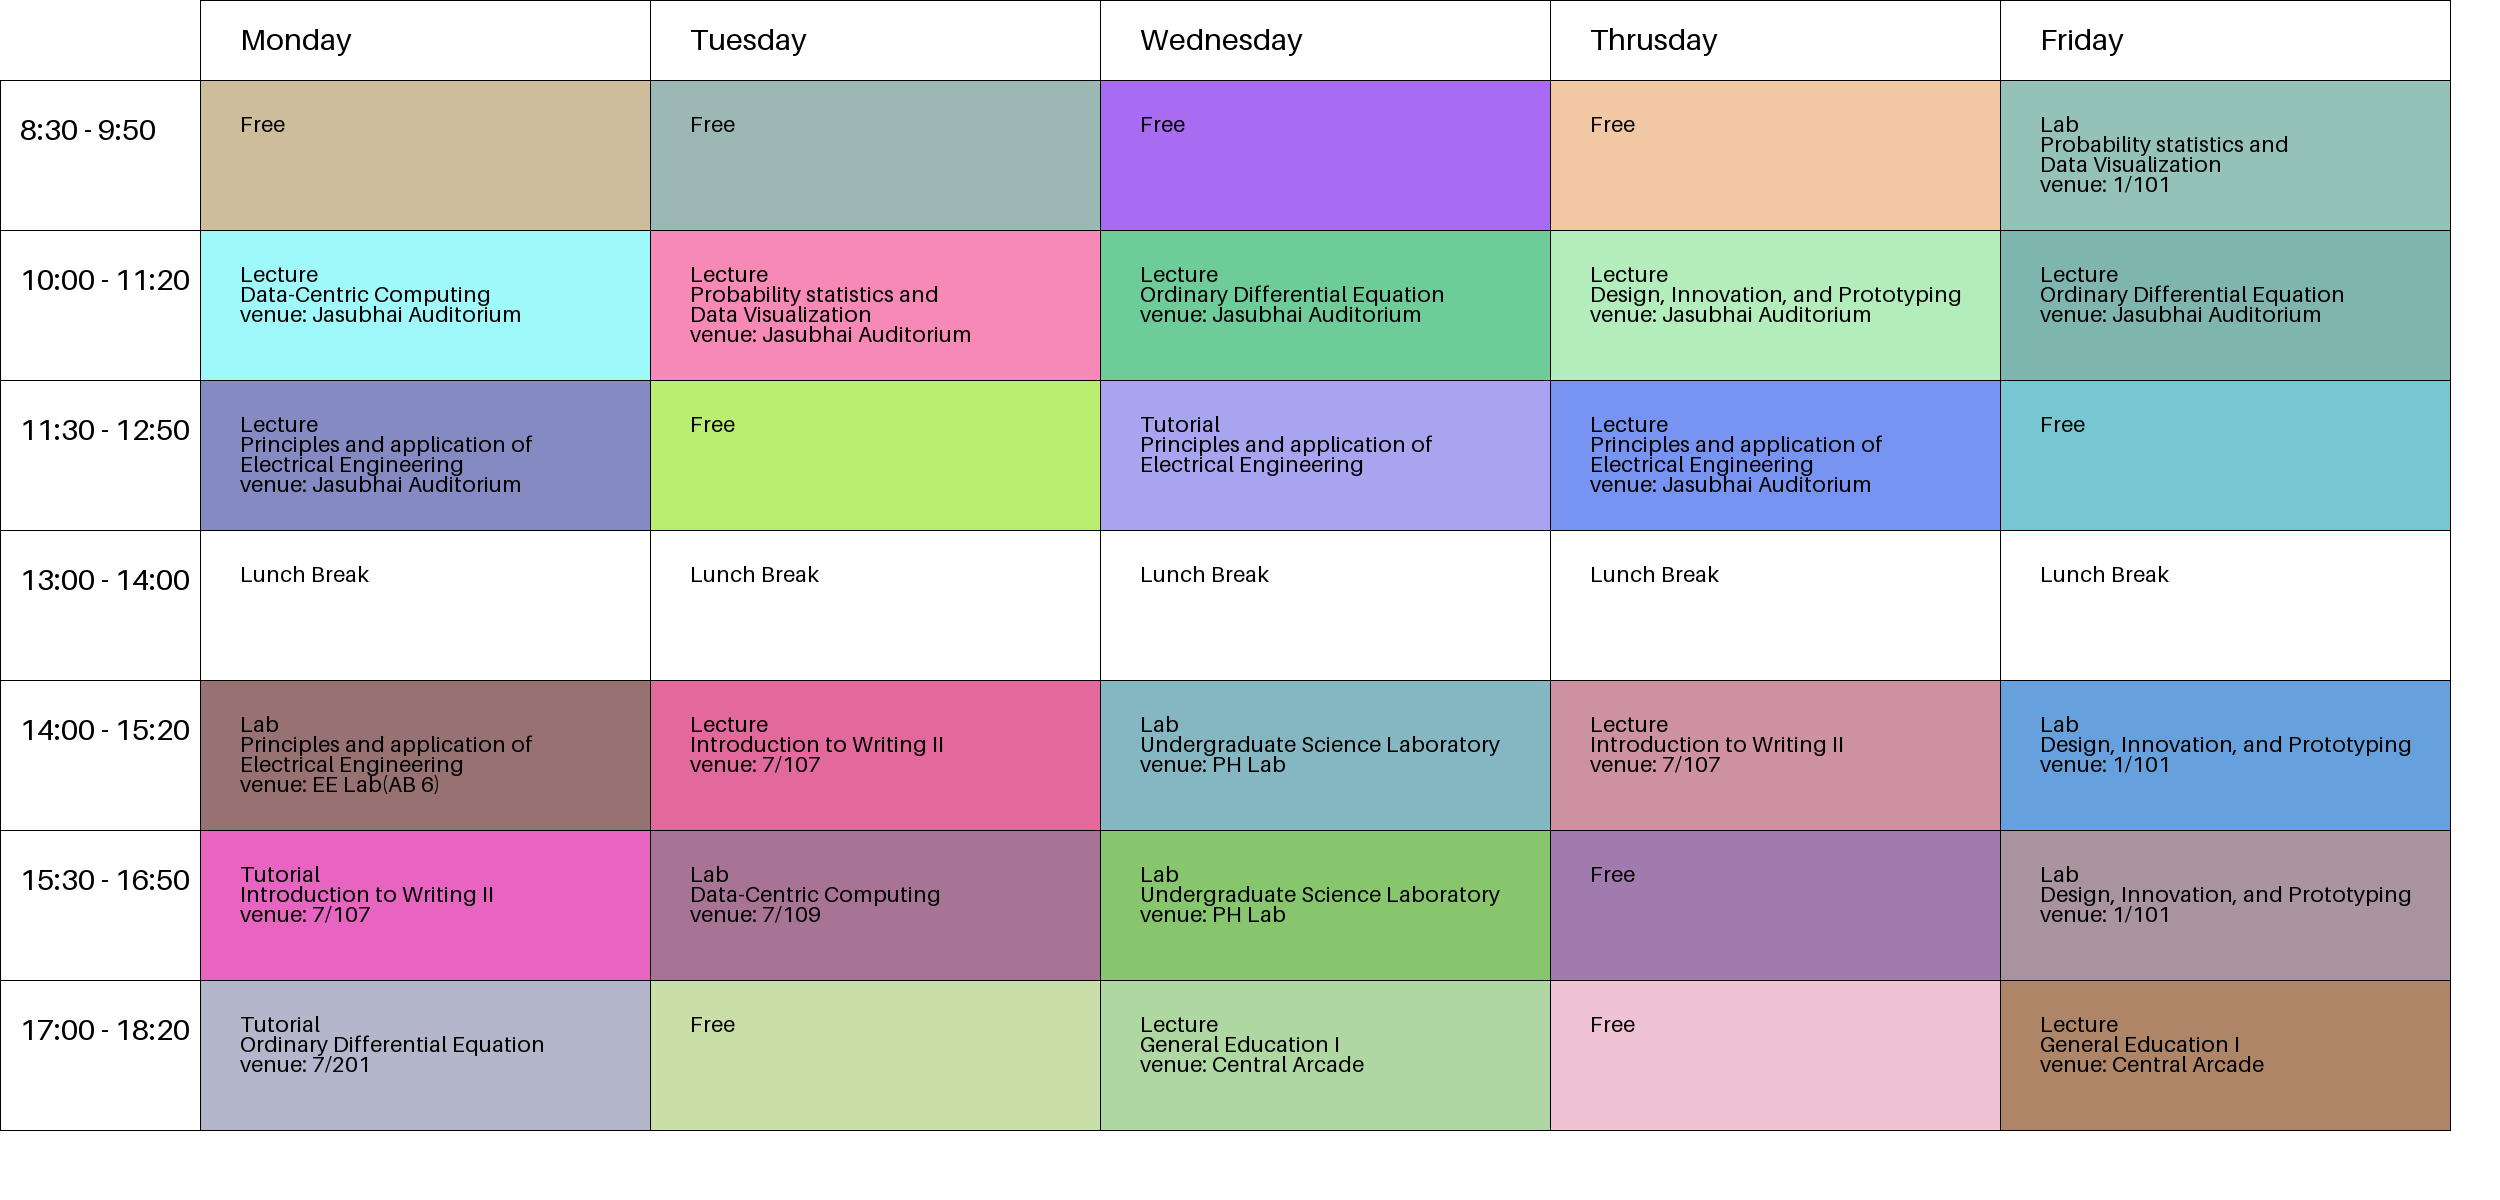 Monday
Tuesday
Wednesday
Thrusday
Friday
8:30 - 9:50
Free
Free
Free
Free
Lab
Probability statistics and
Data Visualization
venue: 1/101
10:00 - 11:20
Lecture
Data-Centric Computing
venue: Jasubhai Auditorium
Lecture
Probability statistics and
Data Visualization
venue: Jasubhai Auditorium
Lecture
Ordinary Differential Equation
venue: Jasubhai Auditorium
Lecture
Design, Innovation, and Prototyping
venue: Jasubhai Auditorium
Lecture
Ordinary Differential Equation
venue: Jasubhai Auditorium
11:30 - 12:50
Lecture
Principles and application of
Electrical Engineering
venue: Jasubhai Auditorium
Free
Tutorial
Principles and application of
Electrical Engineering
Lecture
Principles and application of
Electrical Engineering
venue: Jasubhai Auditorium
Free
13:00 - 14:00
Lunch Break
Lunch Break
Lunch Break
Lunch Break
Lunch Break
14:00 - 15:20
Lab
Principles and application of
Electrical Engineering
venue: EE Lab(AB 6)
Lecture
Introduction to Writing II
venue: 7/107
Lab
Undergraduate Science Laboratory
venue: PH Lab
Lecture
Introduction to Writing II
venue: 7/107
Lab
Design, Innovation, and Prototyping
venue: 1/101
15:30 - 16:50
Tutorial
Introduction to Writing II
venue: 7/107
Lab
Data-Centric Computing
venue: 7/109
Lab
Undergraduate Science Laboratory
venue: PH Lab
Free
Lab
Design, Innovation, and Prototyping
venue: 1/101
17:00 - 18:20
Tutorial
Ordinary Differential Equation
venue: 7/201
Free
Lecture
General Education I
venue: Central Arcade
Free
Lecture
General Education I
venue: Central Arcade